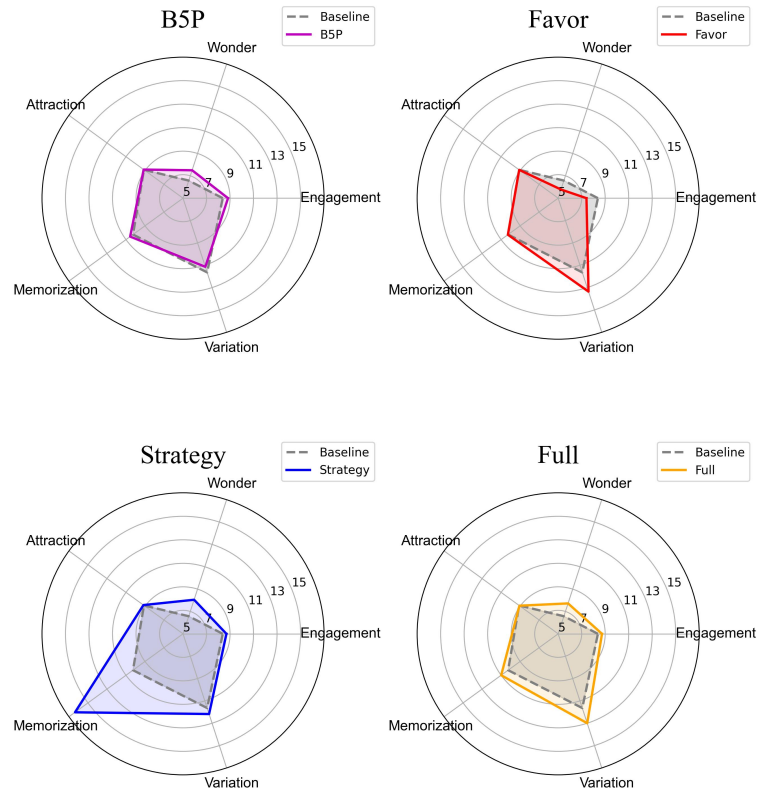 B5P
Baseline
B5P
Wonder
Attraction
15
13
11
9
7
5
Engagement
Memorization
Variation
Favor
Baseline
Favor
Wonder
Attraction
15
13
11
9
7
5
Engagement
Memorization
Variation
Strategy
Baseline
Strategy
Wonder
Attraction
15
13
11
9
7
5
Engagement
Memorization
Variation
Full
Baseline
Full
Wonder
Attraction
15
13
11
9
7
5
Engagement
Memorization
Variation